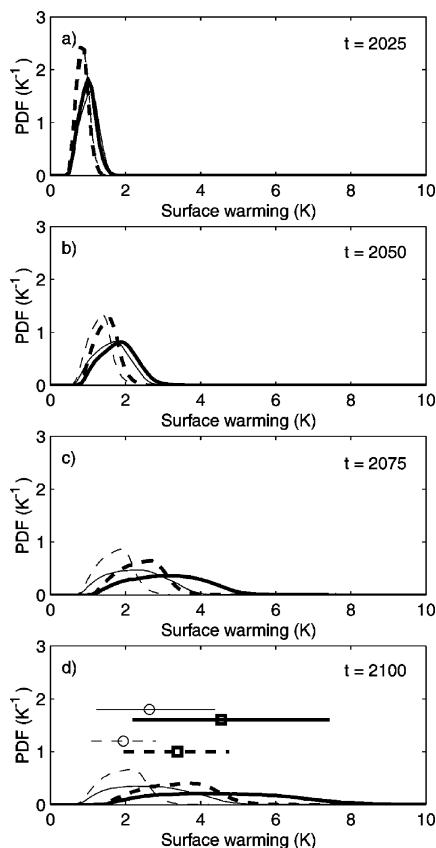 3
a)
t = 2025
2
1
0
0 2 4 6 8 10
PDF (K⁻¹)
Surface warming (K)
3
b)
t = 2050
2
1
0
0 2 4 6 8 10
PDF (K⁻¹)
Surface warming (K)
3
c)
t = 2075
2
1
0
0 2 4 6 8 10
PDF (K⁻¹)
Surface warming (K)
3
d)
t = 2100
2
1
0
0 2 4 6 8 10
PDF (K⁻¹)
Surface warming (K)